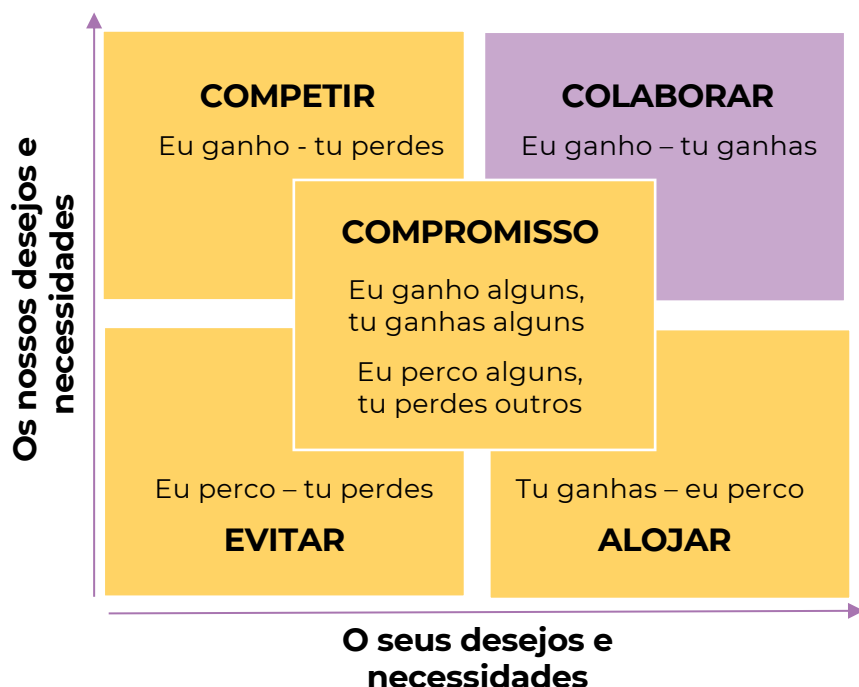 Os nossos desejos e
necessidades
COMPETIR
Eu ganho - tu perdes
COLABORAR
Eu ganho – tu ganhas
COMPROMISSO
Eu ganho alguns,
tu ganhas alguns
Eu perco alguns,
tu perdes outros
Eu perco – tu perdes
EVITAR
Tu ganhas – eu perco
ALOJAR
O seus desejos e
necessidades